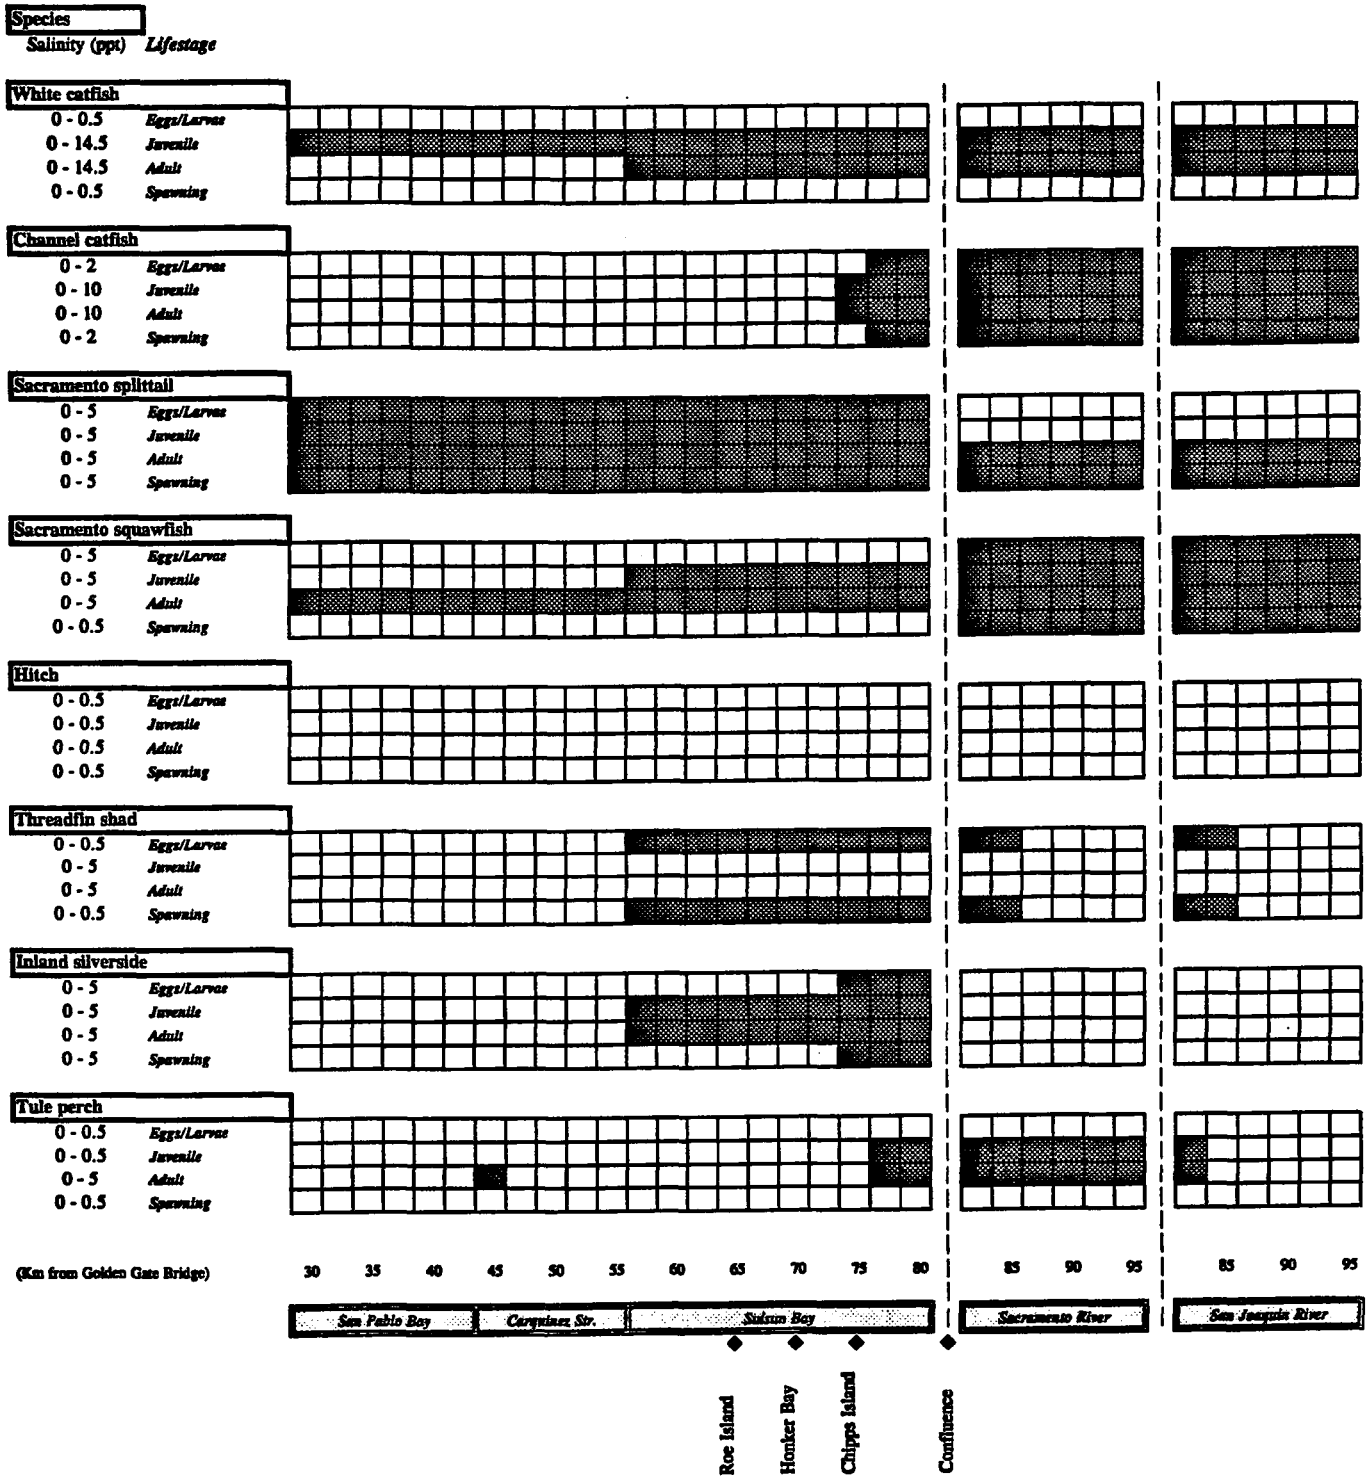 Species
Salinity (ppt) Lifestage
White catfish
0 - 0.5 Eggs/Larvae
0 - 14.5 Juvenile
0 - 14.5 Adult
0 - 0.5 Spawning
Channel catfish
0 - 2 Eggs/Larvae
0 - 10 Juvenile
0 - 10 Adult
0 - 2 Spawning
Sacramento splittail
0 - 5 Eggs/Larvae
0 - 5 Juvenile
0 - 5 Adult
0 - 5 Spawning
Sacramento squawfish
0 - 5 Eggs/Larvae
0 - 5 Juvenile
0 - 5 Adult
0 - 0.5 Spawning
Hitch
0 - 0.5 Eggs/Larvae
0 - 0.5 Juvenile
0 - 0.5 Adult
0 - 0.5 Spawning
Threadfin shad
0 - 0.5 Eggs/Larvae
0 - 5 Juvenile
0 - 5 Adult
0 - 0.5 Spawning
Inland silverside
0 - 5 Eggs/Larvae
0 - 5 Juvenile
0 - 5 Adult
0 - 5 Spawning
Tule perch
0 - 0.5 Eggs/Larvae
0 - 0.5 Juvenile
0 - 5 Adult
0 - 0.5 Spawning
(Km from Golden Gate Bridge) 30 35 40 45 50 55 60 65 70 75 80 85 90 95 85 90 95
San Pablo Bay Carquinez Str. Suisun Bay Sacramento River San Joaquin River
Roe Island
Honker Bay
Chipps Island
Confluence